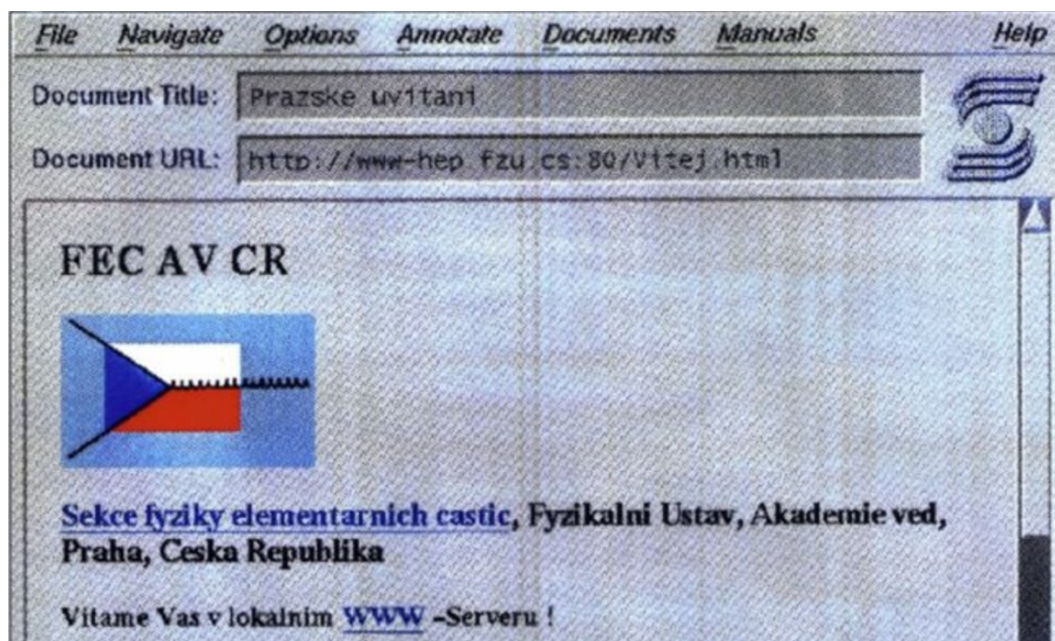 File Navigate Options Annotate Documents Manuals Help
Document Title: Prazske uvitani
Document URL: http://www-hep.fzu.cs:80/Vitej.html
FEC AV CR
Sekce fyziky elementarnich castic, Fyzikalni Ustav, Akademie ved,
Praha, Ceska Republika
Vitame Vas v lokalnim WWW -Serveru !